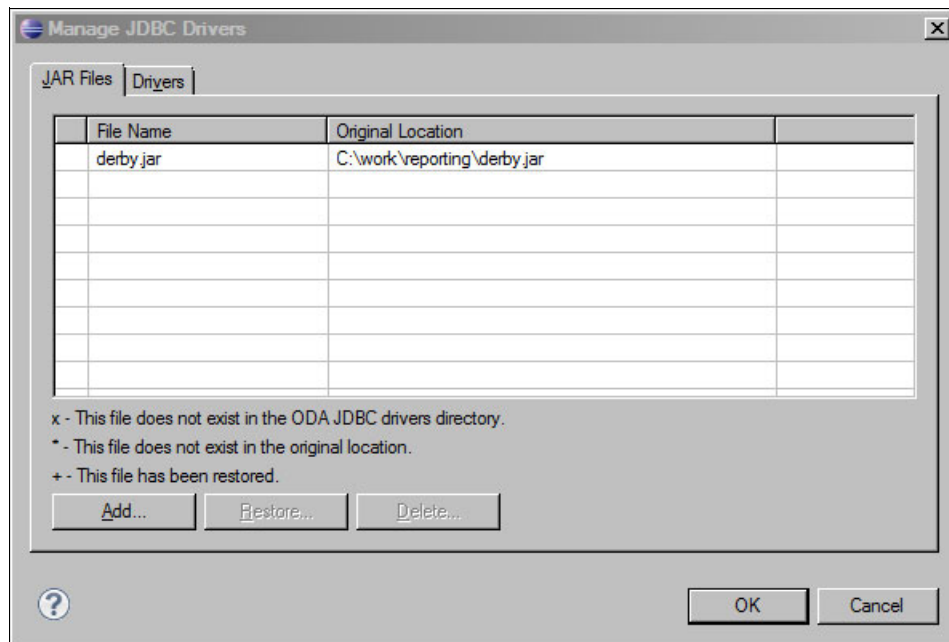 Manage JDBC Drivers
JAR Files Drivers
File Name Original Location
derby.jar C:\work\reporting\derby.jar
x - This file does not exist in the ODA JDBC drivers directory.
* - This file does not exist in the original location.
+ - This file has been restored.
Add... Restore... Delete...
? OK Cancel